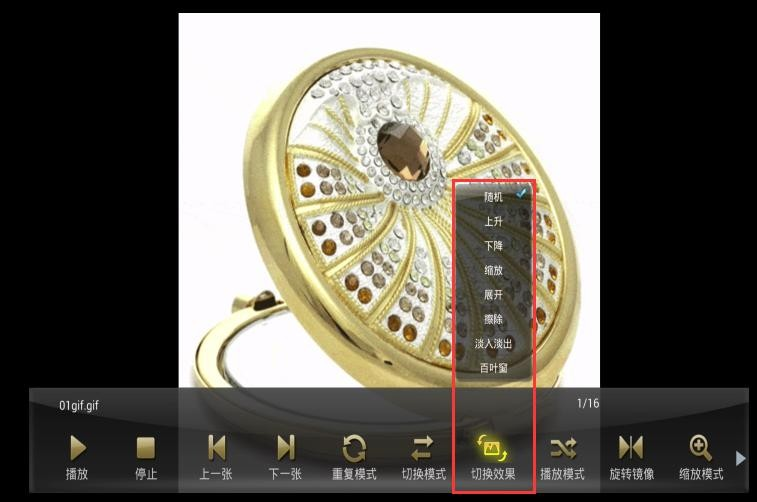 随机
上升
下降
缩放
展开
擦除
淡入淡出
百叶窗
01gif.gif
1/16
播放
停止
上一张
下一张
重复模式
切换模式
切换效果
播放模式
旋转镜像
缩放模式